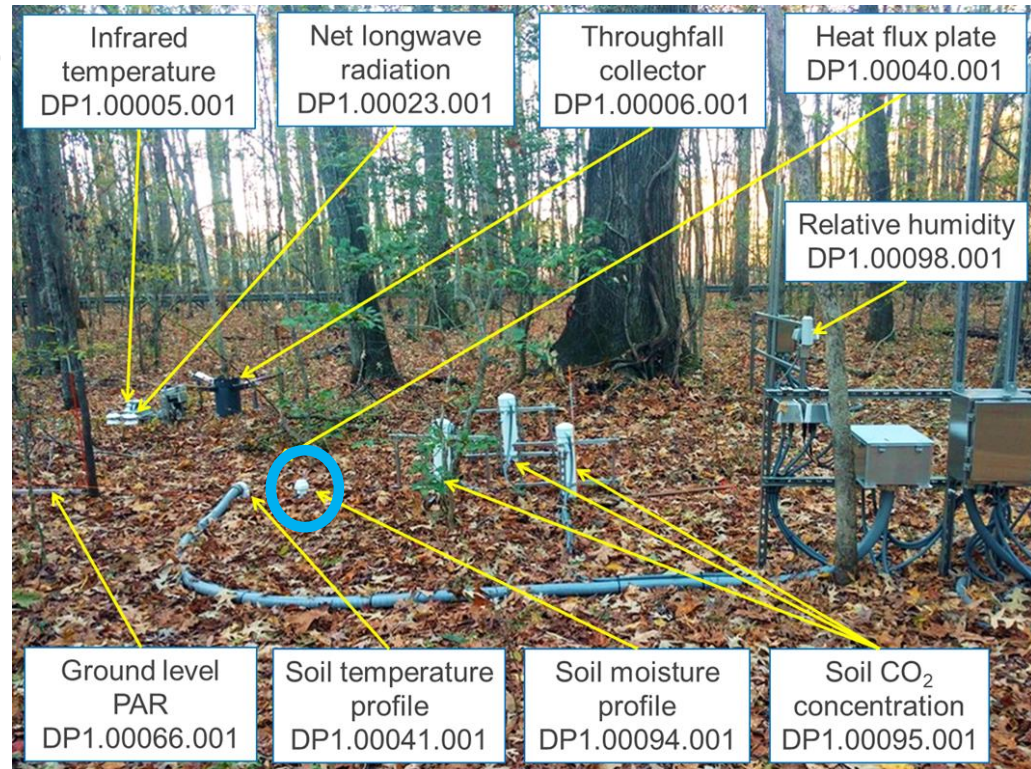 Infrared
temperature
DP1.00005.001
Net longwave
radiation
DP1.00023.001
Throughfall
collector
DP1.00006.001
Heat flux plate
DP1.00040.001
Relative humidity
DP1.00098.001
Ground level
PAR
DP1.00066.001
Soil temperature
profile
DP1.00041.001
Soil moisture
profile
DP1.00094.001
Soil CO₂
concentration
DP1.00095.001